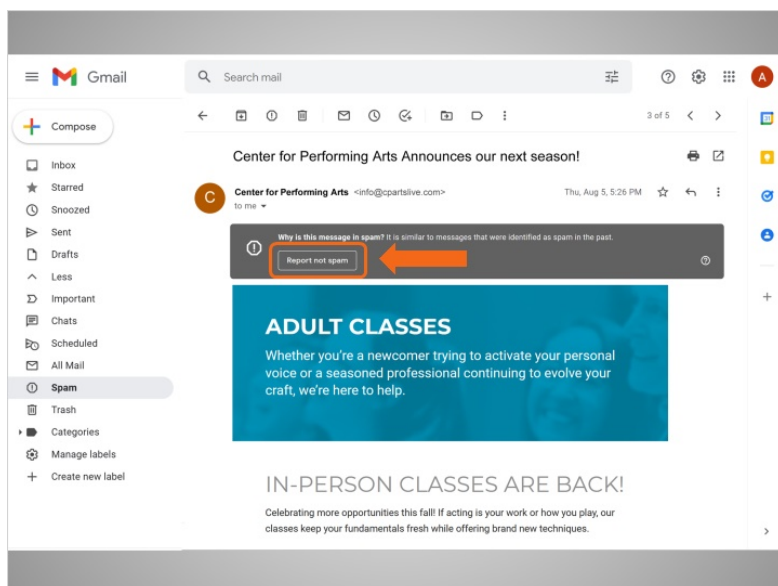 Gmail
Search mail
Compose
3 of 5
Inbox
Starred
Snoozed
Sent
Drafts
Less
Important
Chats
Scheduled
All Mail
Spam
Trash
Categories
Manage labels
Create new label
A
Center for Performing Arts Announces our next season!
C
Center for Performing Arts <info@cpartslive.com>
Thu, Aug 5, 5:26 PM
to me
Why is this message in spam? It is similar to messages that were identified as spam in the past.
Report not spam
ADULT CLASSES
Whether you're a newcomer trying to activate your personal
voice or a seasoned professional continuing to evolve your
craft, we're here to help.
IN-PERSON CLASSES ARE BACK!
Celebrating more opportunities this fall! If acting is your work or how you play, our
classes keep your fundamentals fresh while offering brand new techniques.